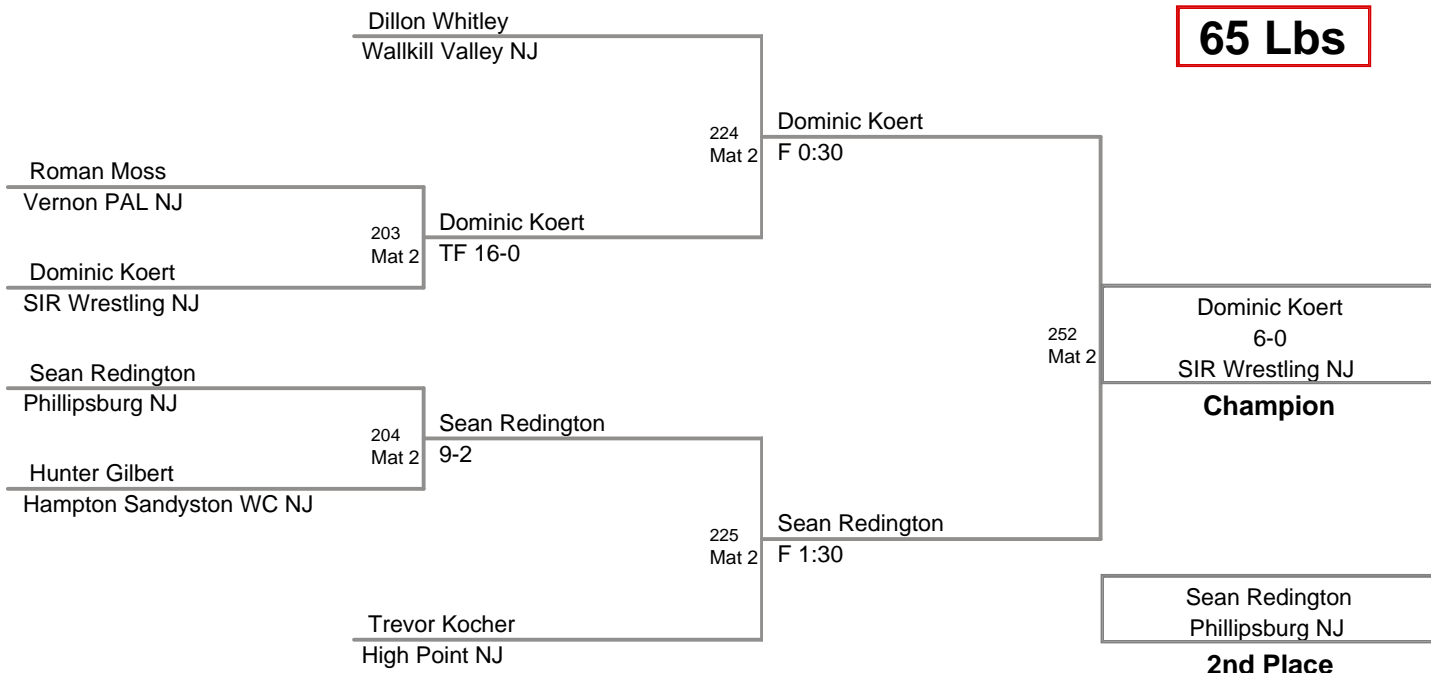 Dillon Whitley
Wallkill Valley NJ
65 Lbs
224
Mat 2
Dominic Koert
F 0:30
Roman Moss
Vernon PAL NJ
203
Mat 2
Dominic Koert
TF 16-0
Dominic Koert
SIR Wrestling NJ
252
Mat 2
Dominic Koert
6-0
SIR Wrestling NJ
Champion
Sean Redington
Phillipsburg NJ
204
Mat 2
Sean Redington
9-2
Hunter Gilbert
Hampton Sandyston WC NJ
225
Mat 2
Sean Redington
F 1:30
Trevor Kocher
High Point NJ
Sean Redington
Phillipsburg NJ
2nd Place